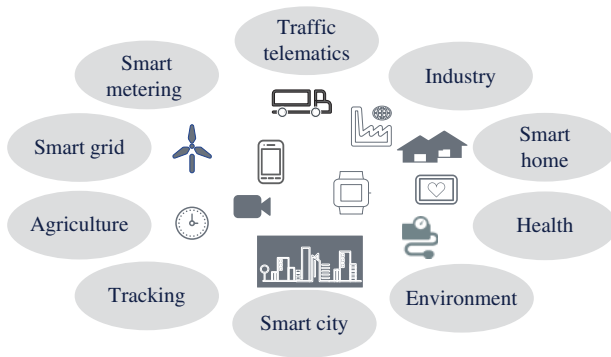 Traffic
telematics
Smart
metering
Industry
Smart grid
Smart
home
Agriculture
Health
Tracking
Environment
Smart city